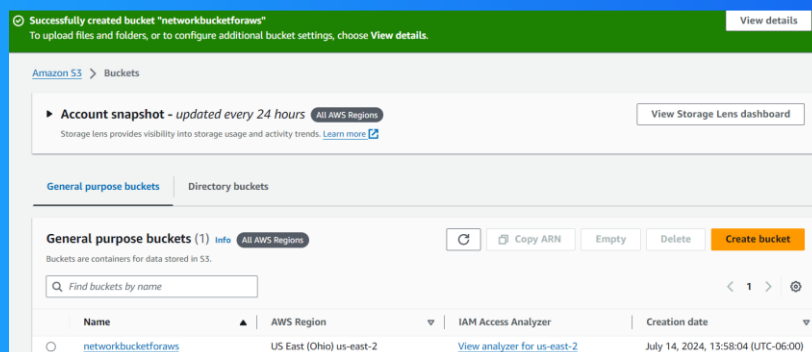 Successfully created bucket "networkbucketforaws"
View details
To upload files and folders, or to configure additional bucket settings, choose View details.
Amazon S3 > Buckets
Account snapshot - updated every 24 hours All AWS Regions
View Storage Lens dashboard
Storage lens provides visibility into storage usage and activity trends. Learn more
General purpose buckets Directory buckets
General purpose buckets (1) Info All AWS Regions
Copy ARN Empty Delete Create bucket
Buckets are containers for data stored in S3.
Find buckets by name
< 1 >
Name AWS Region IAM Access Analyzer Creation date
networkbucketforaws US East (Ohio) us-east-2 View analyzer for us-east-2 July 14, 2024, 13:58:04 (UTC-06:00)